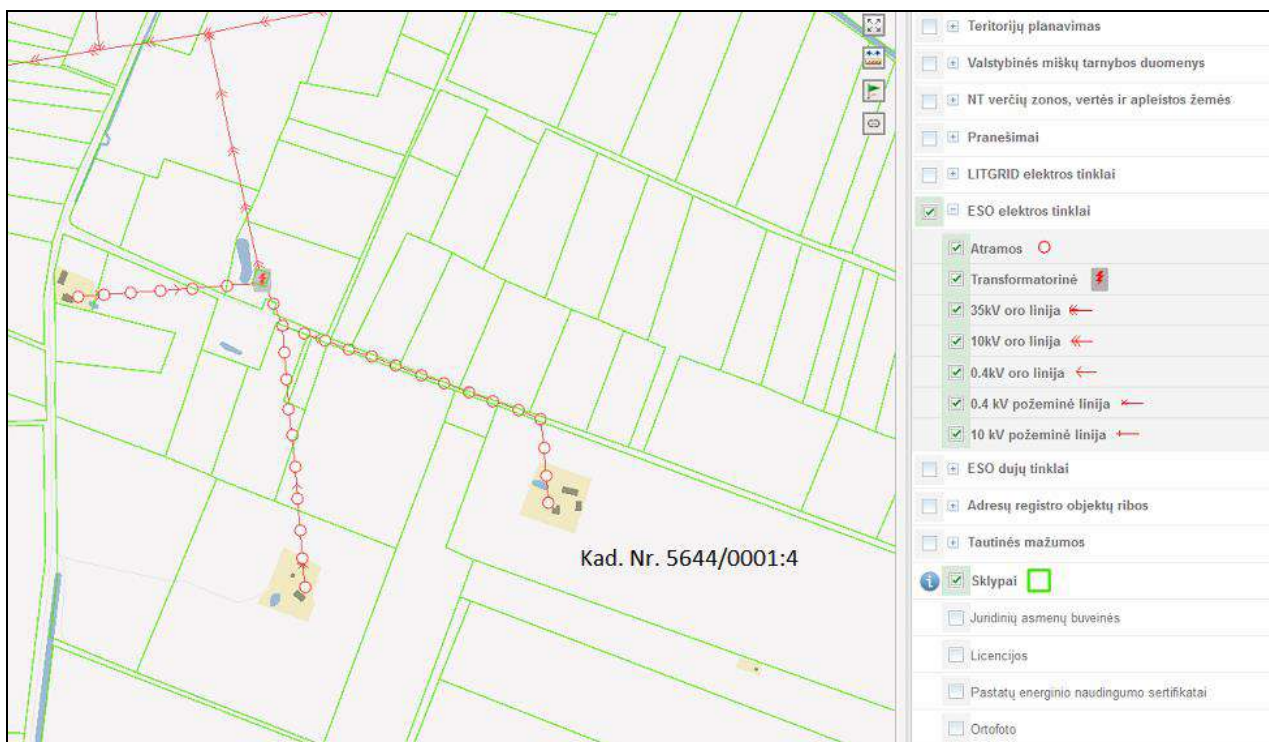 Teritorijų planavimas
Valstybinės miškų tarnybos duomenys
NT verčių zonos, vertės ir apleistos žemės
Pranešimai
LITGRID elektros tinklai
ESO elektros tinklai
Atramos
Transformatorinė
35kV oro linija
10kV oro linija
0.4kV oro linija
0.4 kV požeminė linija
10 kV požeminė linija
ESO dujų tinklai
Adresų registro objektų ribos
Tautinės mažumos
Sklypai
Juridinių asmenų buveinės
Licencijos
Pastatų energinio naudingumo sertifikatai
Ortofoto
Kad. Nr. 5644/0001:4